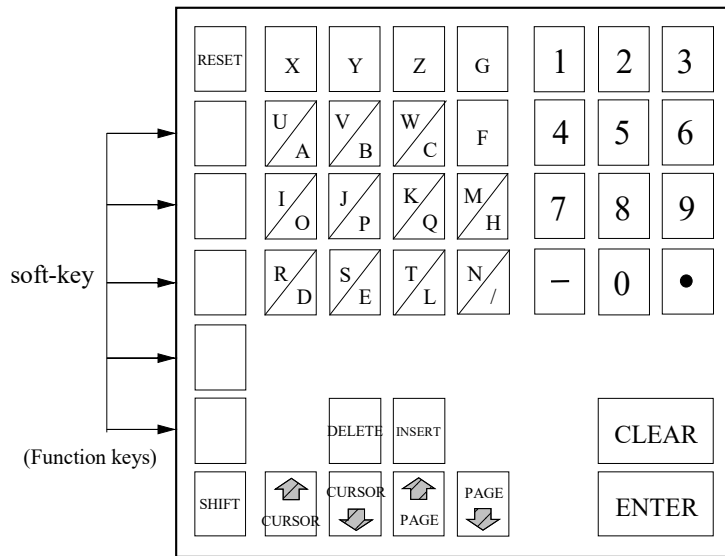 RESET X Y Z G 1 2 3
U/A V/B W/C F 4 5 6
I/O J/P K/Q M/H 7 8 9
soft-key R/D S/E T/L N// − 0 •
(Function keys) DELETE INSERT CLEAR
SHIFT CURSOR CURSOR PAGE PAGE ENTER